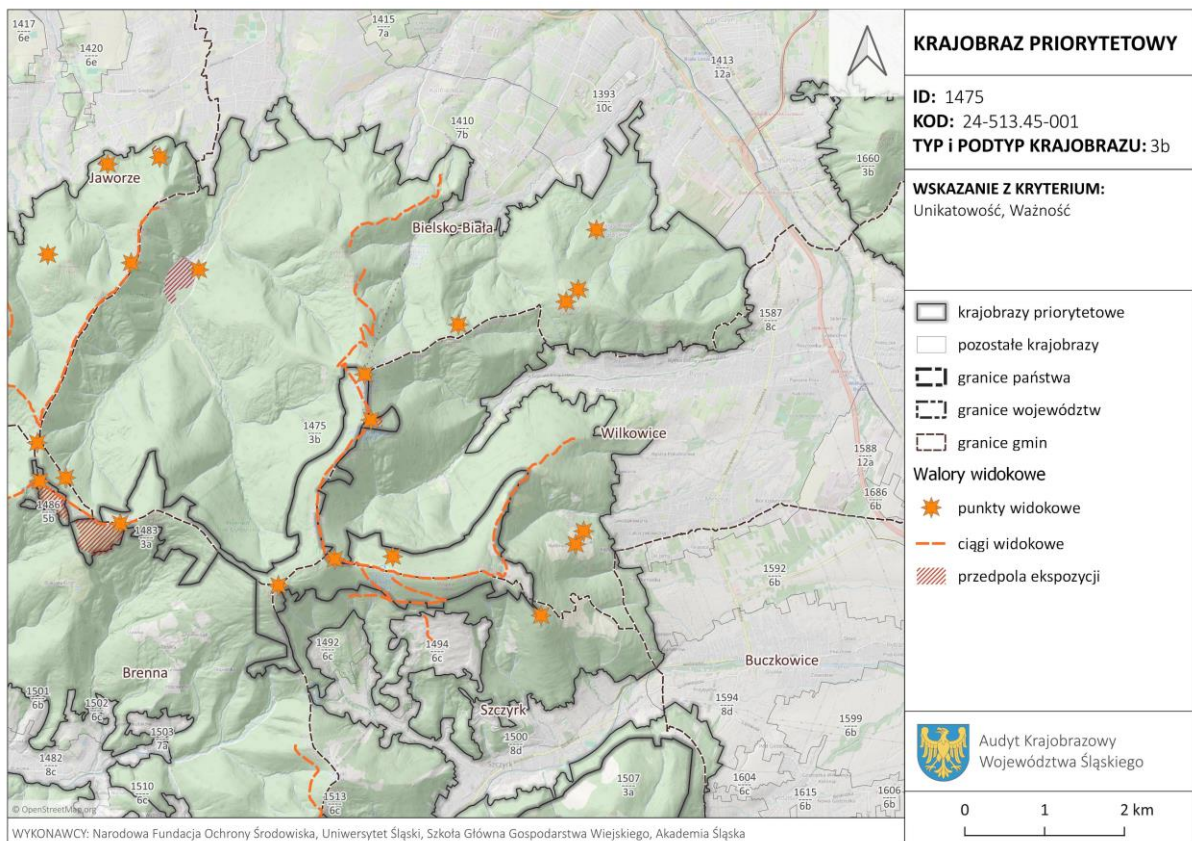 1417
6e
1420
6e
1415
7a
1413
12a
1393
10c
1410
7b
1660
3b
Jaworze
Bielsko-Biała
1587
8c
1475
3b
Wilkowice
1588
12a
1686
6b
1486
5b
1483
3a
1592
6b
1492
6c
1494
6c
Brenna
Buczkowice
Szczyrk
1501
6b
1502
6c
1503
7a
1482
8c
1510
6c
1513
6c
1500
8d
1594
8d
1599
6b
1507
3a
1604
6c
1615
6b
1606
6b
© OpenStreetMap.org
WYKONAWCY: Narodowa Fundacja Ochrony Środowiska, Uniwersytet Śląski, Szkoła Główna Gospodarstwa Wiejskiego, Akademia Śląska
KRAJOBRAZ PRIORYTETOWY
ID: 1475
KOD: 24-513.45-001
TYP i PODTYP KRAJOBRAZU: 3b
WSKAZANIE Z KRYTERIUM:
Unikatowość, Ważność
krajobrazy priorytetowe
pozostałe krajobrazy
granice państwa
granice województw
granice gmin
Walory widokowe
punkty widokowe
ciągi widokowe
przedpola ekspozycji
Audyt Krajobrazowy
Województwa Śląskiego
0 1 2 km